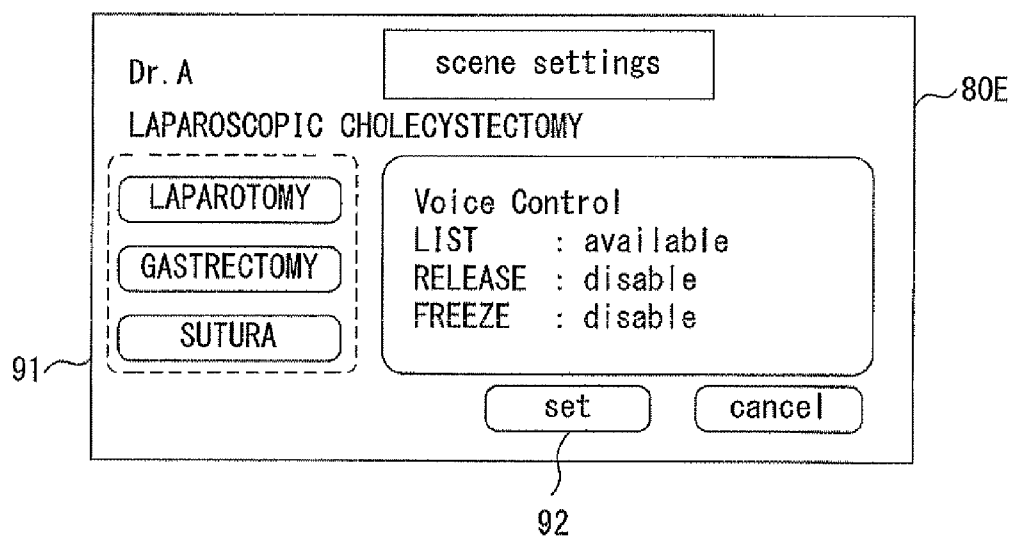 scene settings
Dr. A
80E
LAPAROSCOPIC CHOLECYSTECTOMY
LAPAROTOMY
GASTRECTOMY
SUTURA
91
Voice Control
LIST : available
RELEASE : disable
FREEZE : disable
set
cancel
92